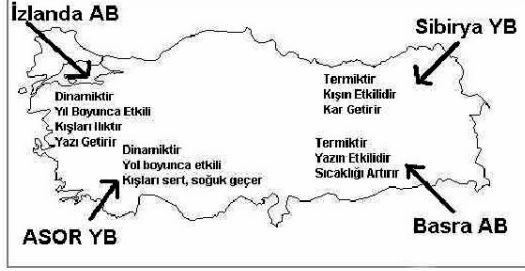 İzlanda AB
Sibirya YB
Dinamiktir
Yıl Boyunca Etkili
Kışları Ilıktır
Yazı Getirir
Termiktir
Kışın Etkilidir
Kar Getirir
Dinamiktir
Yol boyunca etkili
Kışları sert, soğuk geçer
Termiktir
Yazın Etkilidir
Sıcaklığı Artırır
ASOR YB
Basra AB